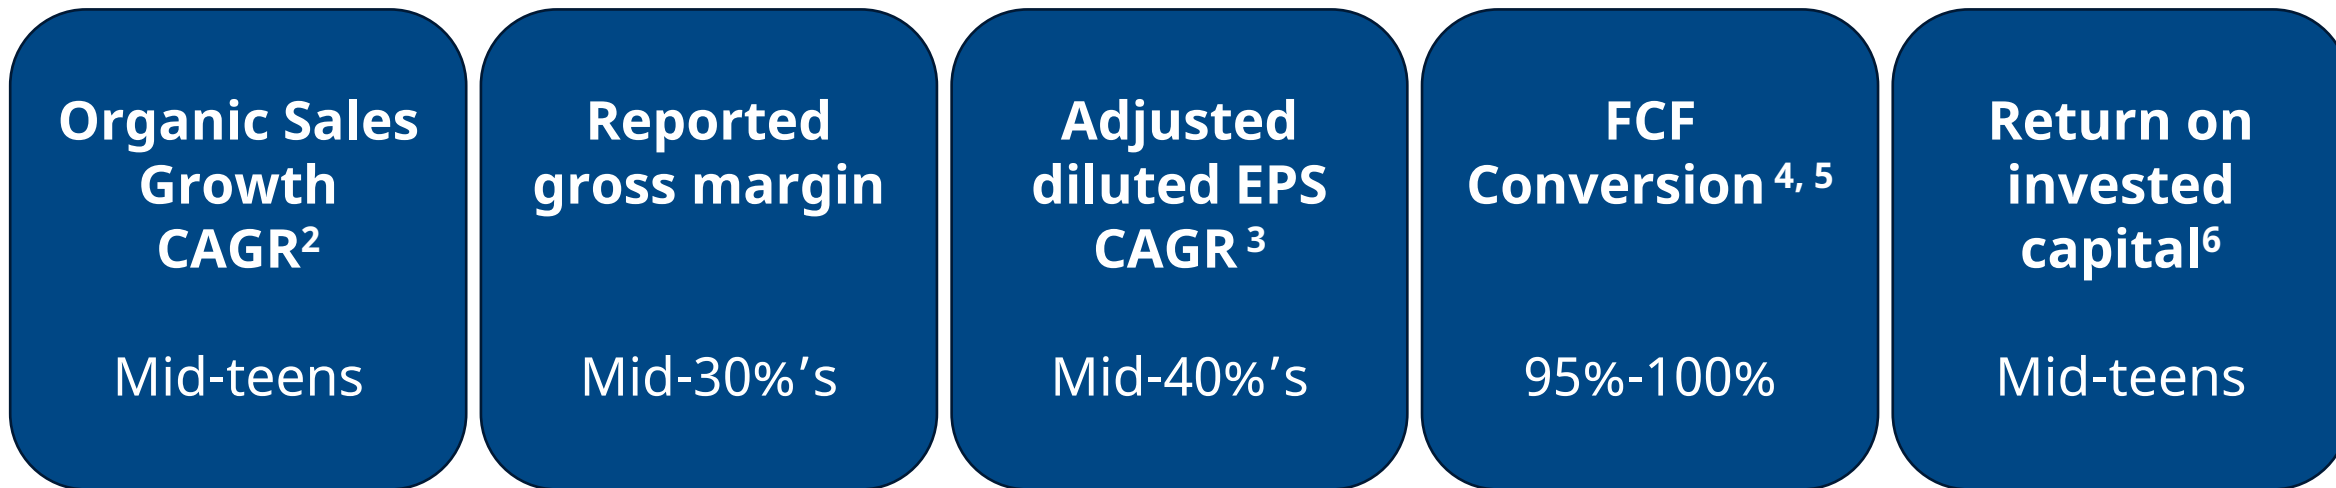 Organic Sales
Growth
CAGR²
Mid-teens
Reported
gross margin
Mid-30%’s
Adjusted
diluted EPS
CAGR ³
Mid-40%’s
FCF
Conversion ⁴, ⁵
95%-100%
Return on
invested
capital⁶
Mid-teens